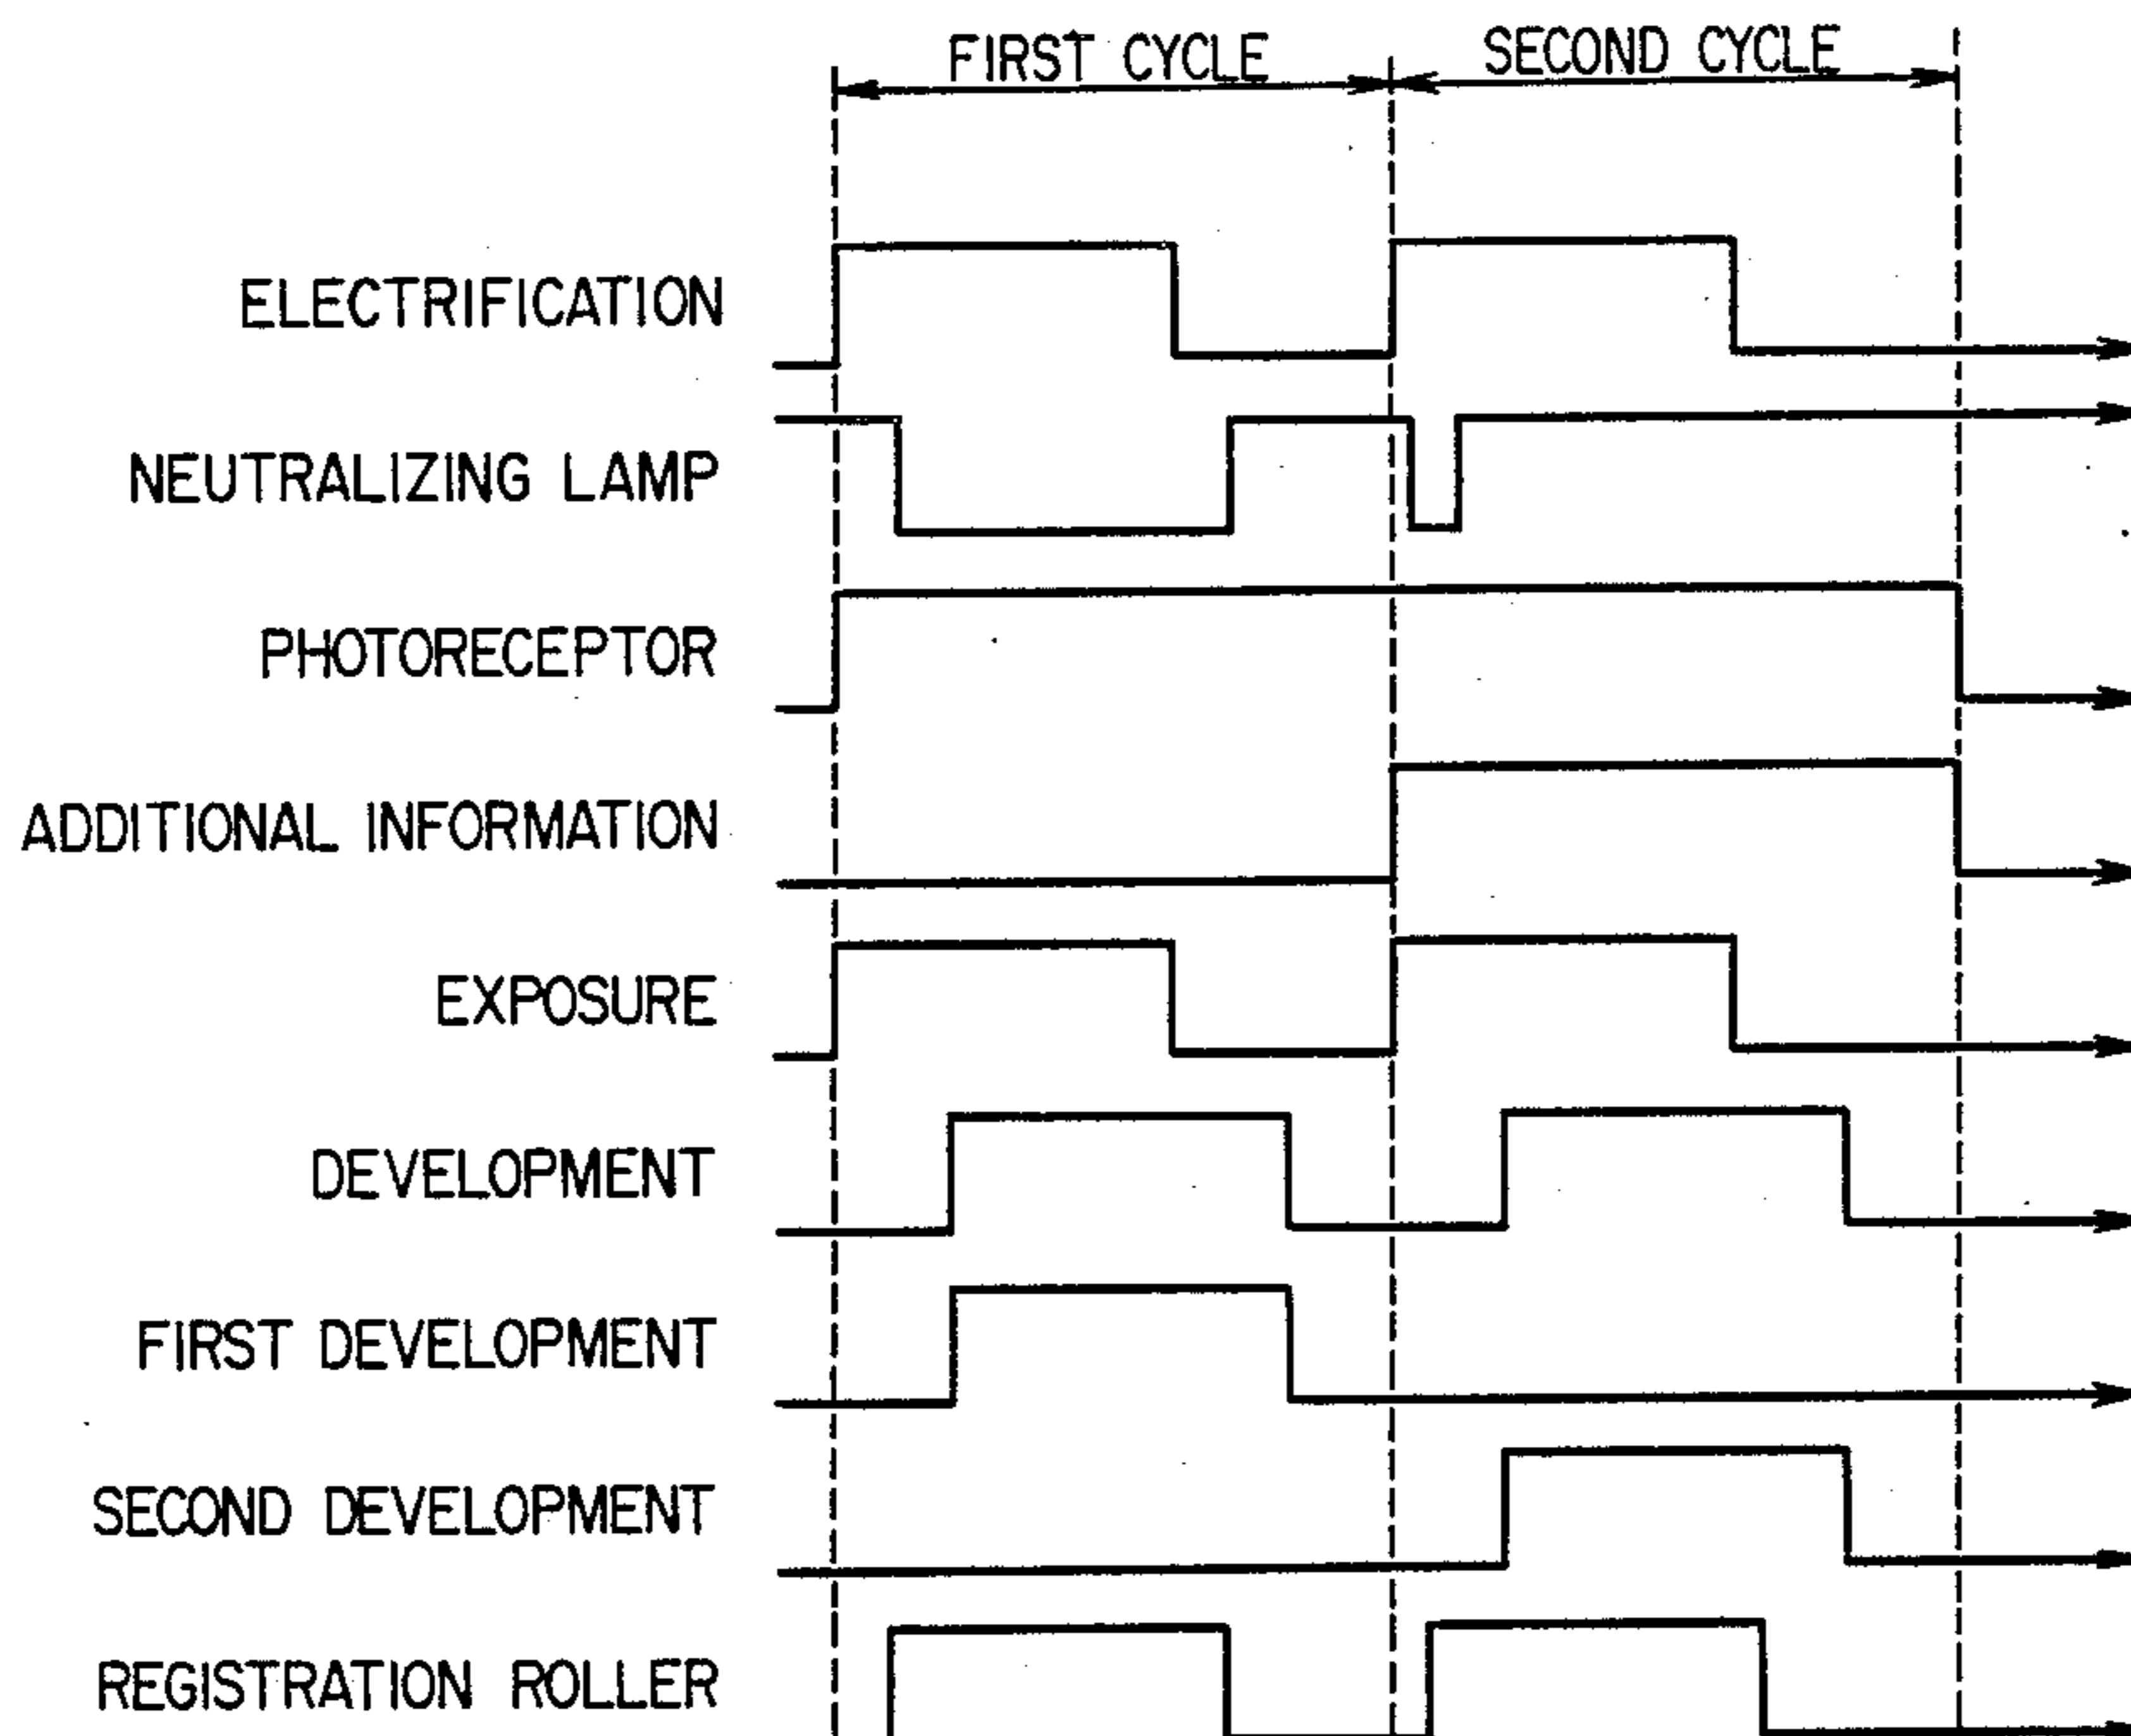 FIRST CYCLE
SECOND CYCLE
ELECTRIFICATION
NEUTRALIZING LAMP
PHOTORECEPTOR
ADDITIONAL INFORMATION
EXPOSURE
DEVELOPMENT
FIRST DEVELOPMENT
SECOND DEVELOPMENT
REGISTRATION ROLLER